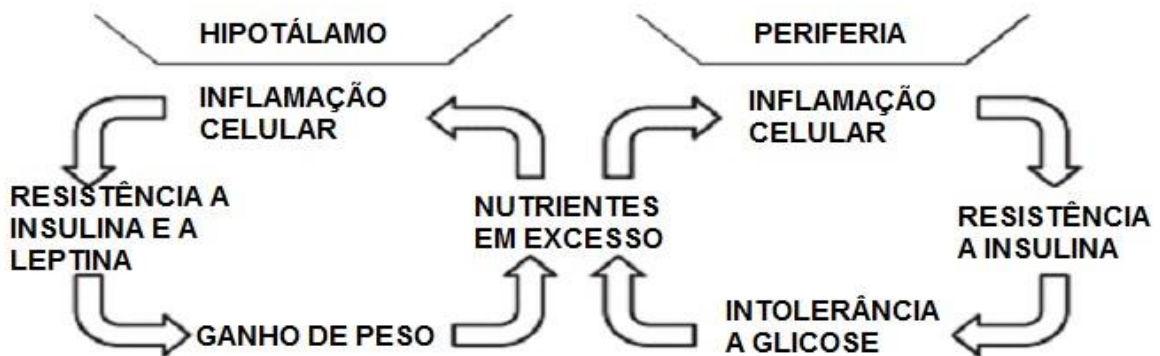 HIPOTÁLAMO
INFLAMAÇÃO
CELULAR
RESISTÊNCIA A
INSULINA E A
LEPTINA
GANHO DE PESO
NUTRIENTES
EM EXCESSO
PERIFERIA
INFLAMAÇÃO
CELULAR
RESISTÊNCIA
A INSULINA
INTOLERÂNCIA
A GLICOSE